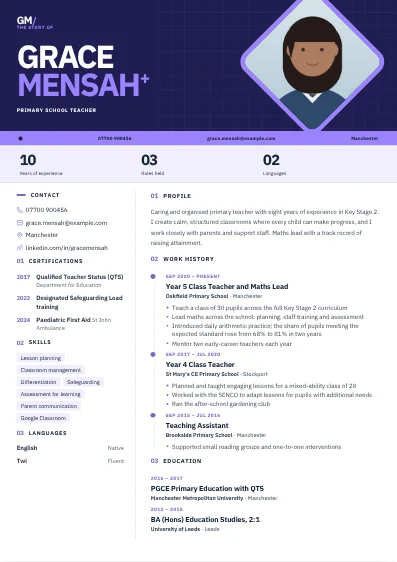 GM/
THE STORY OF
GRACE
MENSAH+
PRIMARY SCHOOL TEACHER
07700 900456
grace.mensah@example.com
Manchester
10
Years of experience
03
Roles held
02
Languages
CONTACT
07700 900456
grace.mensah@example.com
Manchester
linkedin.com/in/gracemensah
01 CERTIFICATIONS
2017 Qualified Teacher Status (QTS)
Department for Education
2023 Designated Safeguarding Lead
training
2024 Paediatric First Aid St John
Ambulance
02 SKILLS
Lesson planning
Classroom management
Differentiation Safeguarding
Assessment for learning
Parent communication
Google Classroom
03 LANGUAGES
English Native
Twi Fluent
01 PROFILE
Caring and organised primary teacher with eight years of experience in Key Stage 2.
I create calm, structured classrooms where every child can make progress, and I
work closely with parents and support staff. Maths lead with a track record of
raising attainment.
02 WORK HISTORY
SEP 2020 – PRESENT
Year 5 Class Teacher and Maths Lead
Oakfield Primary School · Manchester
• Teach a class of 30 pupils across the full Key Stage 2 curriculum
• Lead maths across the school: planning, staff training and assessment
• Introduced daily arithmetic practice; the share of pupils meeting the
expected standard rose from 68% to 81% in two years
• Mentor two early-career teachers each year
SEP 2017 – JUL 2020
Year 4 Class Teacher
St Mary's CE Primary School · Stockport
• Planned and taught engaging lessons for a mixed-ability class of 28
• Worked with the SENCO to adapt lessons for pupils with additional needs
• Ran the after-school gardening club
SEP 2015 – JUL 2016
Teaching Assistant
Brookside Primary School · Manchester
• Supported small reading groups and one-to-one interventions
03 EDUCATION
2016 – 2017
PGCE Primary Education with QTS
Manchester Metropolitan University · Manchester
2012 – 2015
BA (Hons) Education Studies, 2:1
University of Leeds · Leeds